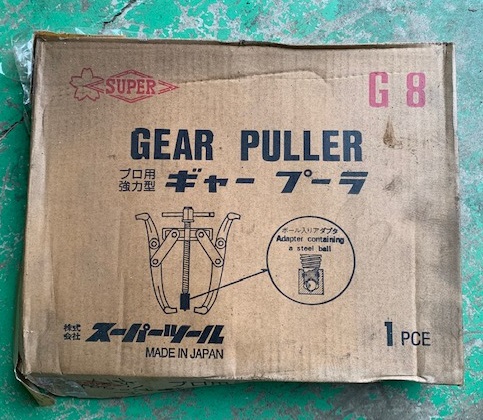 SUPER
G 8
GEAR PULLER
プロ用
強力型
ギヤー プーラ
ボール入りアダプタ
Adapter containing
a steel ball
株式
会社
スーパーツール
MADE IN JAPAN
1 PCE